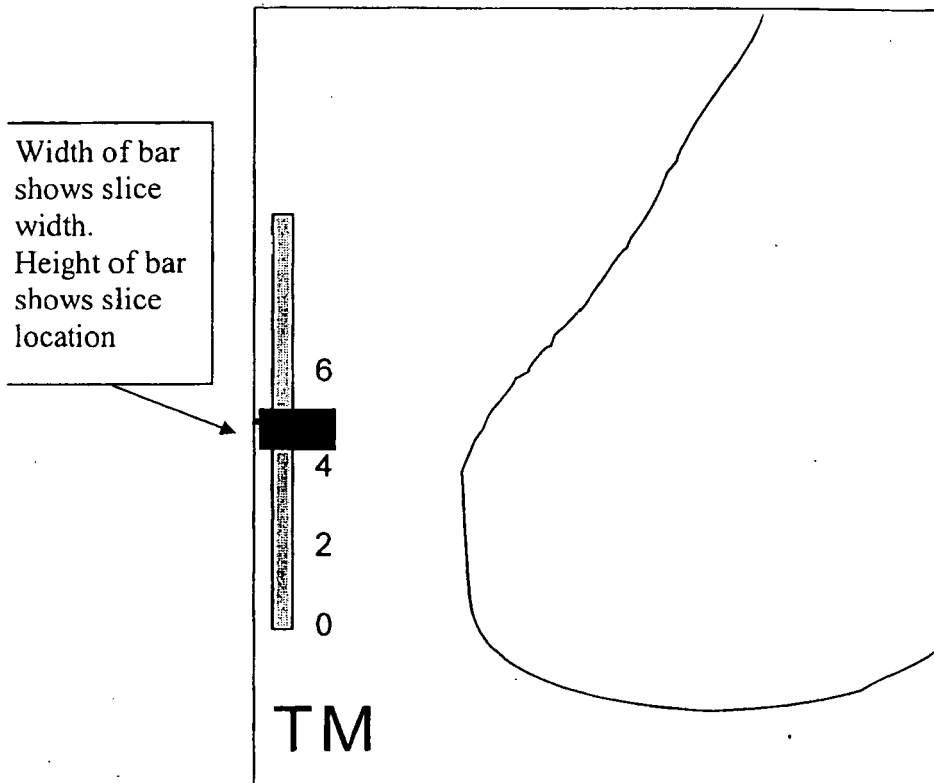 Width of bar
shows slice
width.
Height of bar
shows slice
location
6
4
2
0
TM